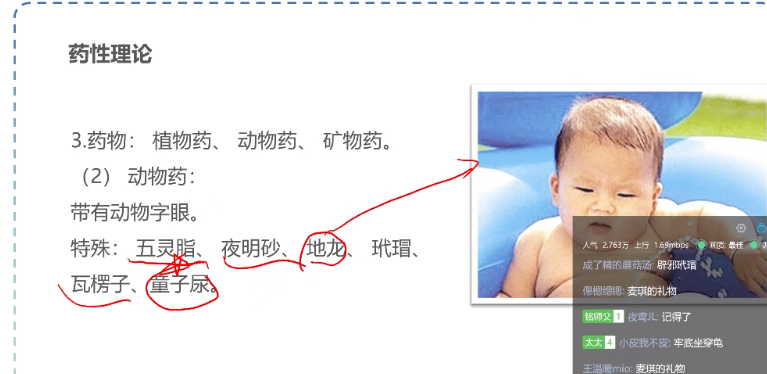 药性理论
3.药物： 植物药、 动物药、 矿物药。
（2） 动物药：
带有动物字眼。
特殊： 五灵脂、 夜明砂、 地龙、 玳瑁、
瓦楞子、童子尿。
人气 2.763万 上行 1.69mbps 画质: 最佳
成了精的蘑菇汤: 辟邪玳瑁
麦琪的礼物
铭师父 1 夜莺儿: 记得了
太太 4 小皮我不皮: 牢底坐穿龟
王温暖mio: 麦琪的礼物